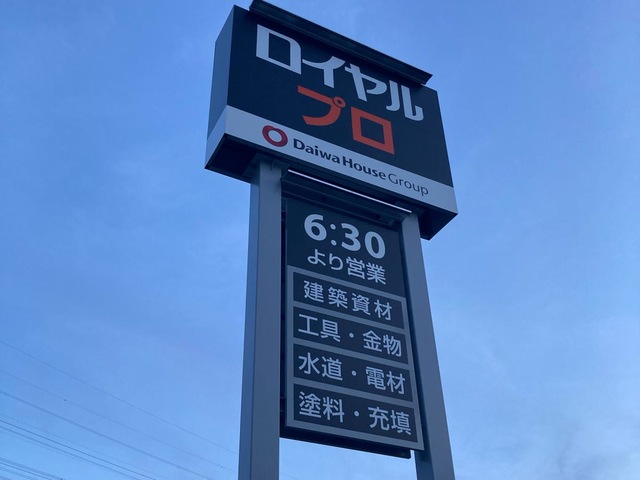 ロイヤル
プロ
Daiwa House Group
6:30
より営業
建築資材
工具・金物
水道・電材
塗料・充填